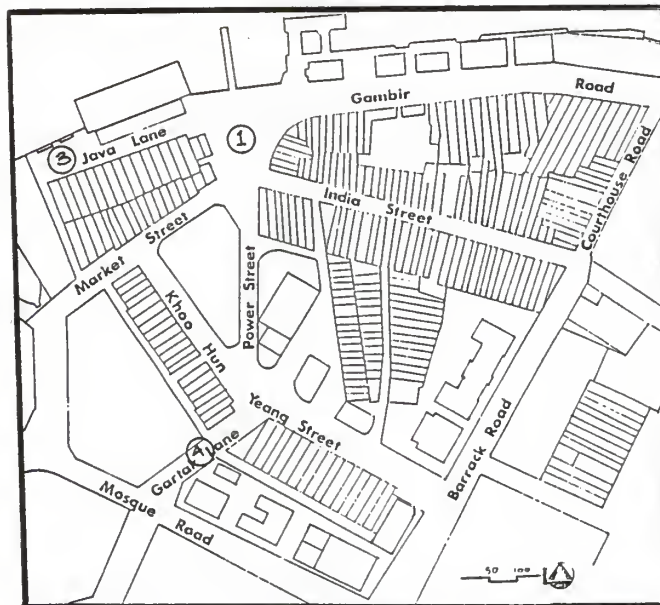 Gambir Road
1
3
Java Lane
India Street
Courthouse Road
Market Street
Power Street
Khoo Hun Yeang Street
4
Gartak Lane
Mosque Road
Barrack Road
50 100